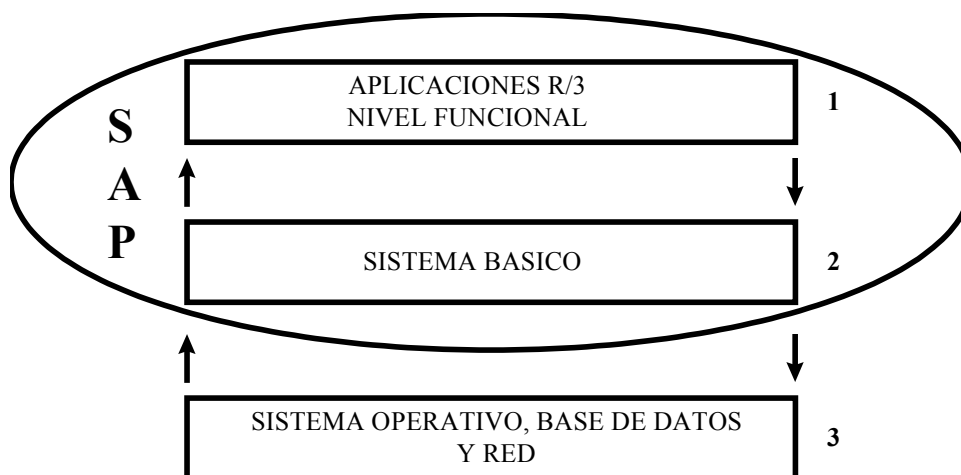 S
A
P
APLICACIONES R/3
NIVEL FUNCIONAL
1
SISTEMA BASICO
2
SISTEMA OPERATIVO, BASE DE DATOS
Y RED
3